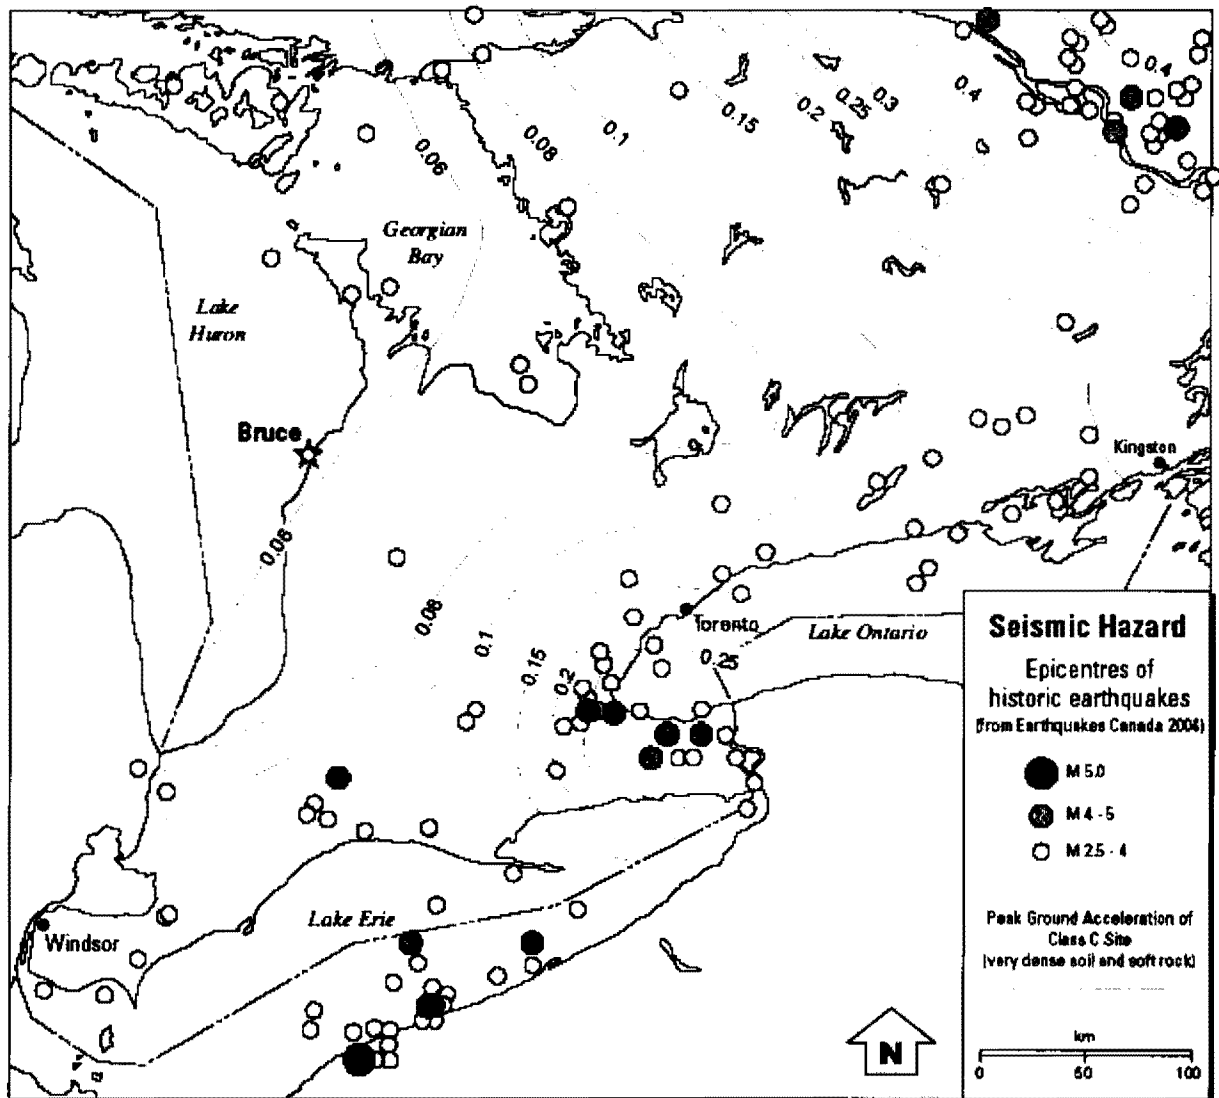 0.4
0.4
0.3
0.25
0.2
0.15
0.1
0.08
0.06
Georgian
Bay
Lake
Huron
Bruce
Kingston
0.06
0.08
0.1
0.15
0.2
0.25
Toronto
Lake Ontario
Lake Erie
Windsor
N
Seismic Hazard
Epicentres of
historic earthquakes
(from Earthquakes Canada 2004)
M 5.0
M 4 - 5
M 2.5 - 4
Peak Ground Acceleration of
Class C Site
(very dense soil and soft rock)
km
0 50 100